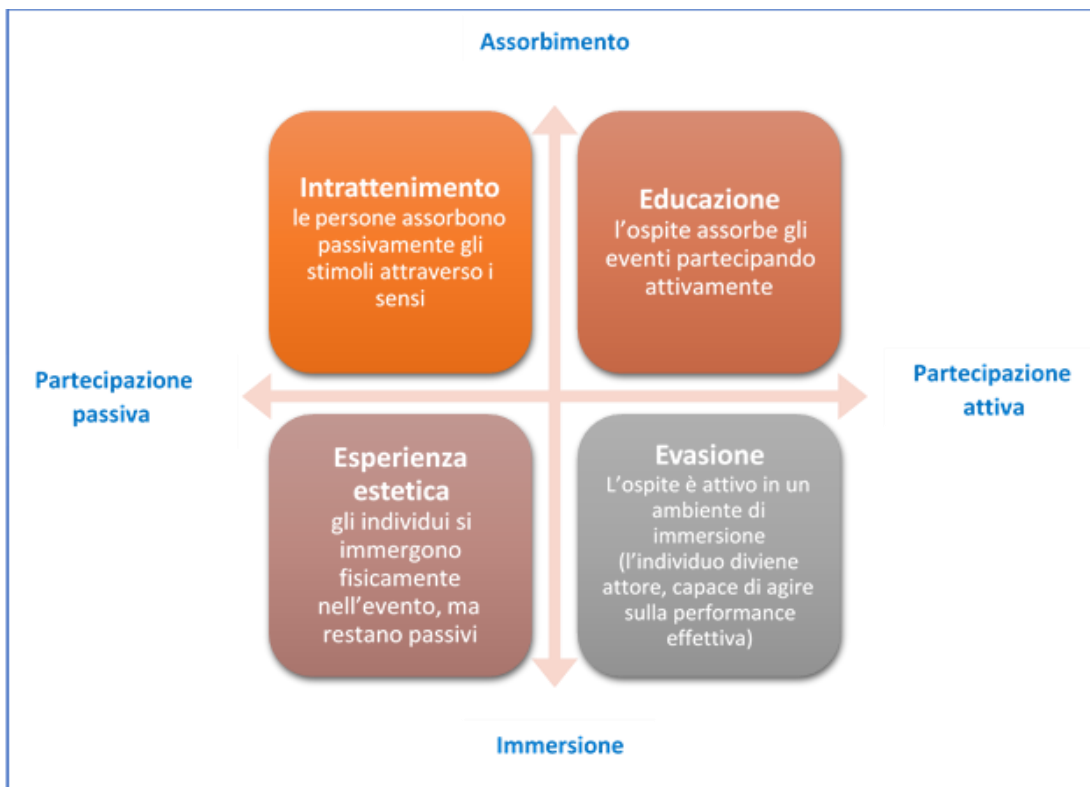 Assorbimento
Intrattenimento
le persone assorbono
passivamente gli
stimoli attraverso i
sensi
Educazione
l'ospite assorbe gli
eventi partecipando
attivamente
Partecipazione
passiva
Partecipazione
attiva
Esperienza
estetica
gli individui si
immergono
fisicamente
nell'evento, ma
restano passivi
Evasione
L'ospite è attivo in un
ambiente di
immersione
(l'individuo diviene
attore, capace di agire
sulla performance
effettiva)
Immersione